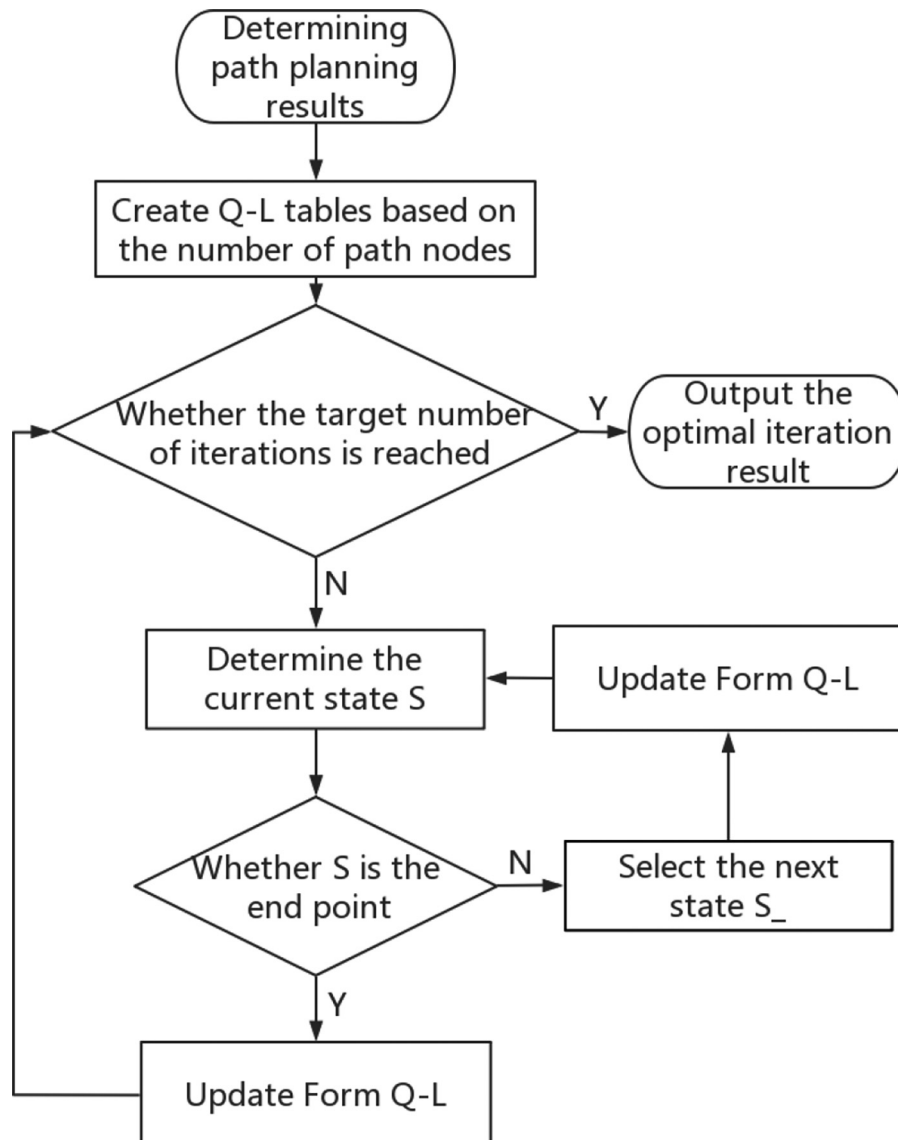 Determining
path planning
results
Create Q-L tables based on
the number of path nodes
Whether the target number
of iterations is reached
Y
Output the
optimal iteration
result
N
Determine the
current state S
Update Form Q-L
Whether S is the
end point
N
Select the next
state S_
Y
Update Form Q-L